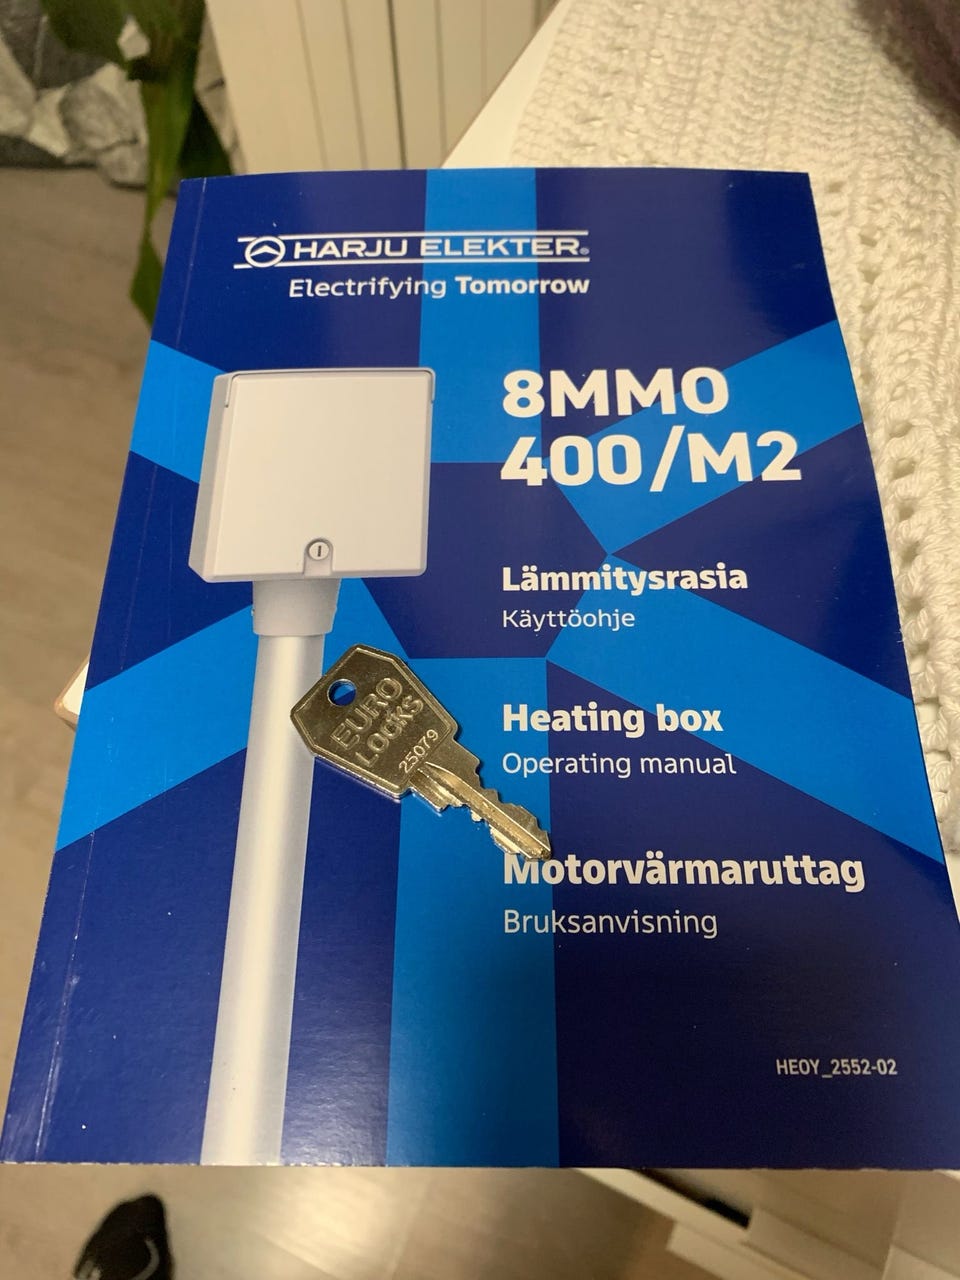 HARJU ELEKTER®
Electrifying Tomorrow
8MMO
400/M2
Lämmitysrasia
Käyttöohje
EURO
LOCKS
25079
Heating box
Operating manual
Motorvärmaruttag
Bruksanvisning
HEOY_2552-02